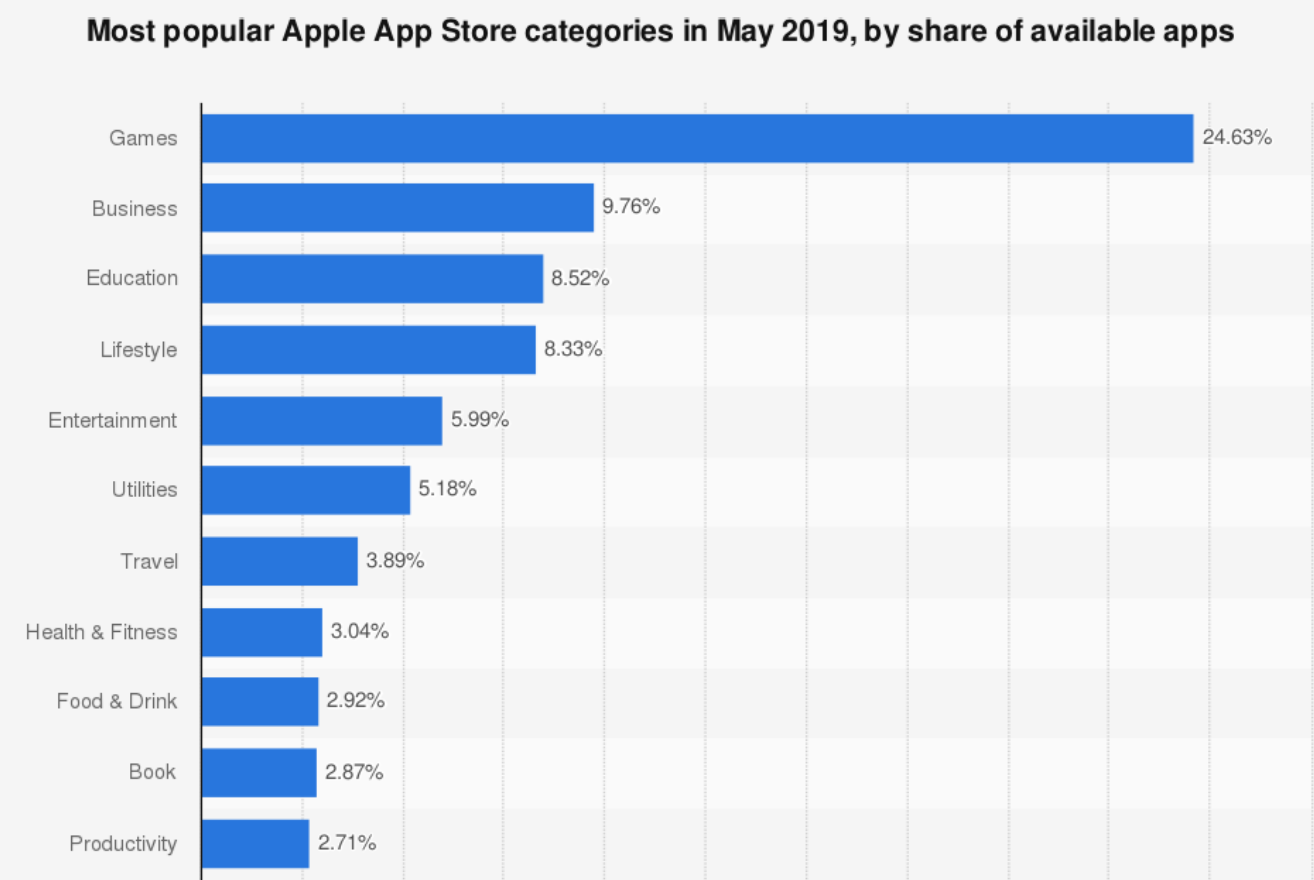 Most popular Apple App Store categories in May 2019, by share of available apps
Games 24.63%
Business 9.76%
Education 8.52%
Lifestyle 8.33%
Entertainment 5.99%
Utilities 5.18%
Travel 3.89%
Health & Fitness 3.04%
Food & Drink 2.92%
Book 2.87%
Productivity 2.71%